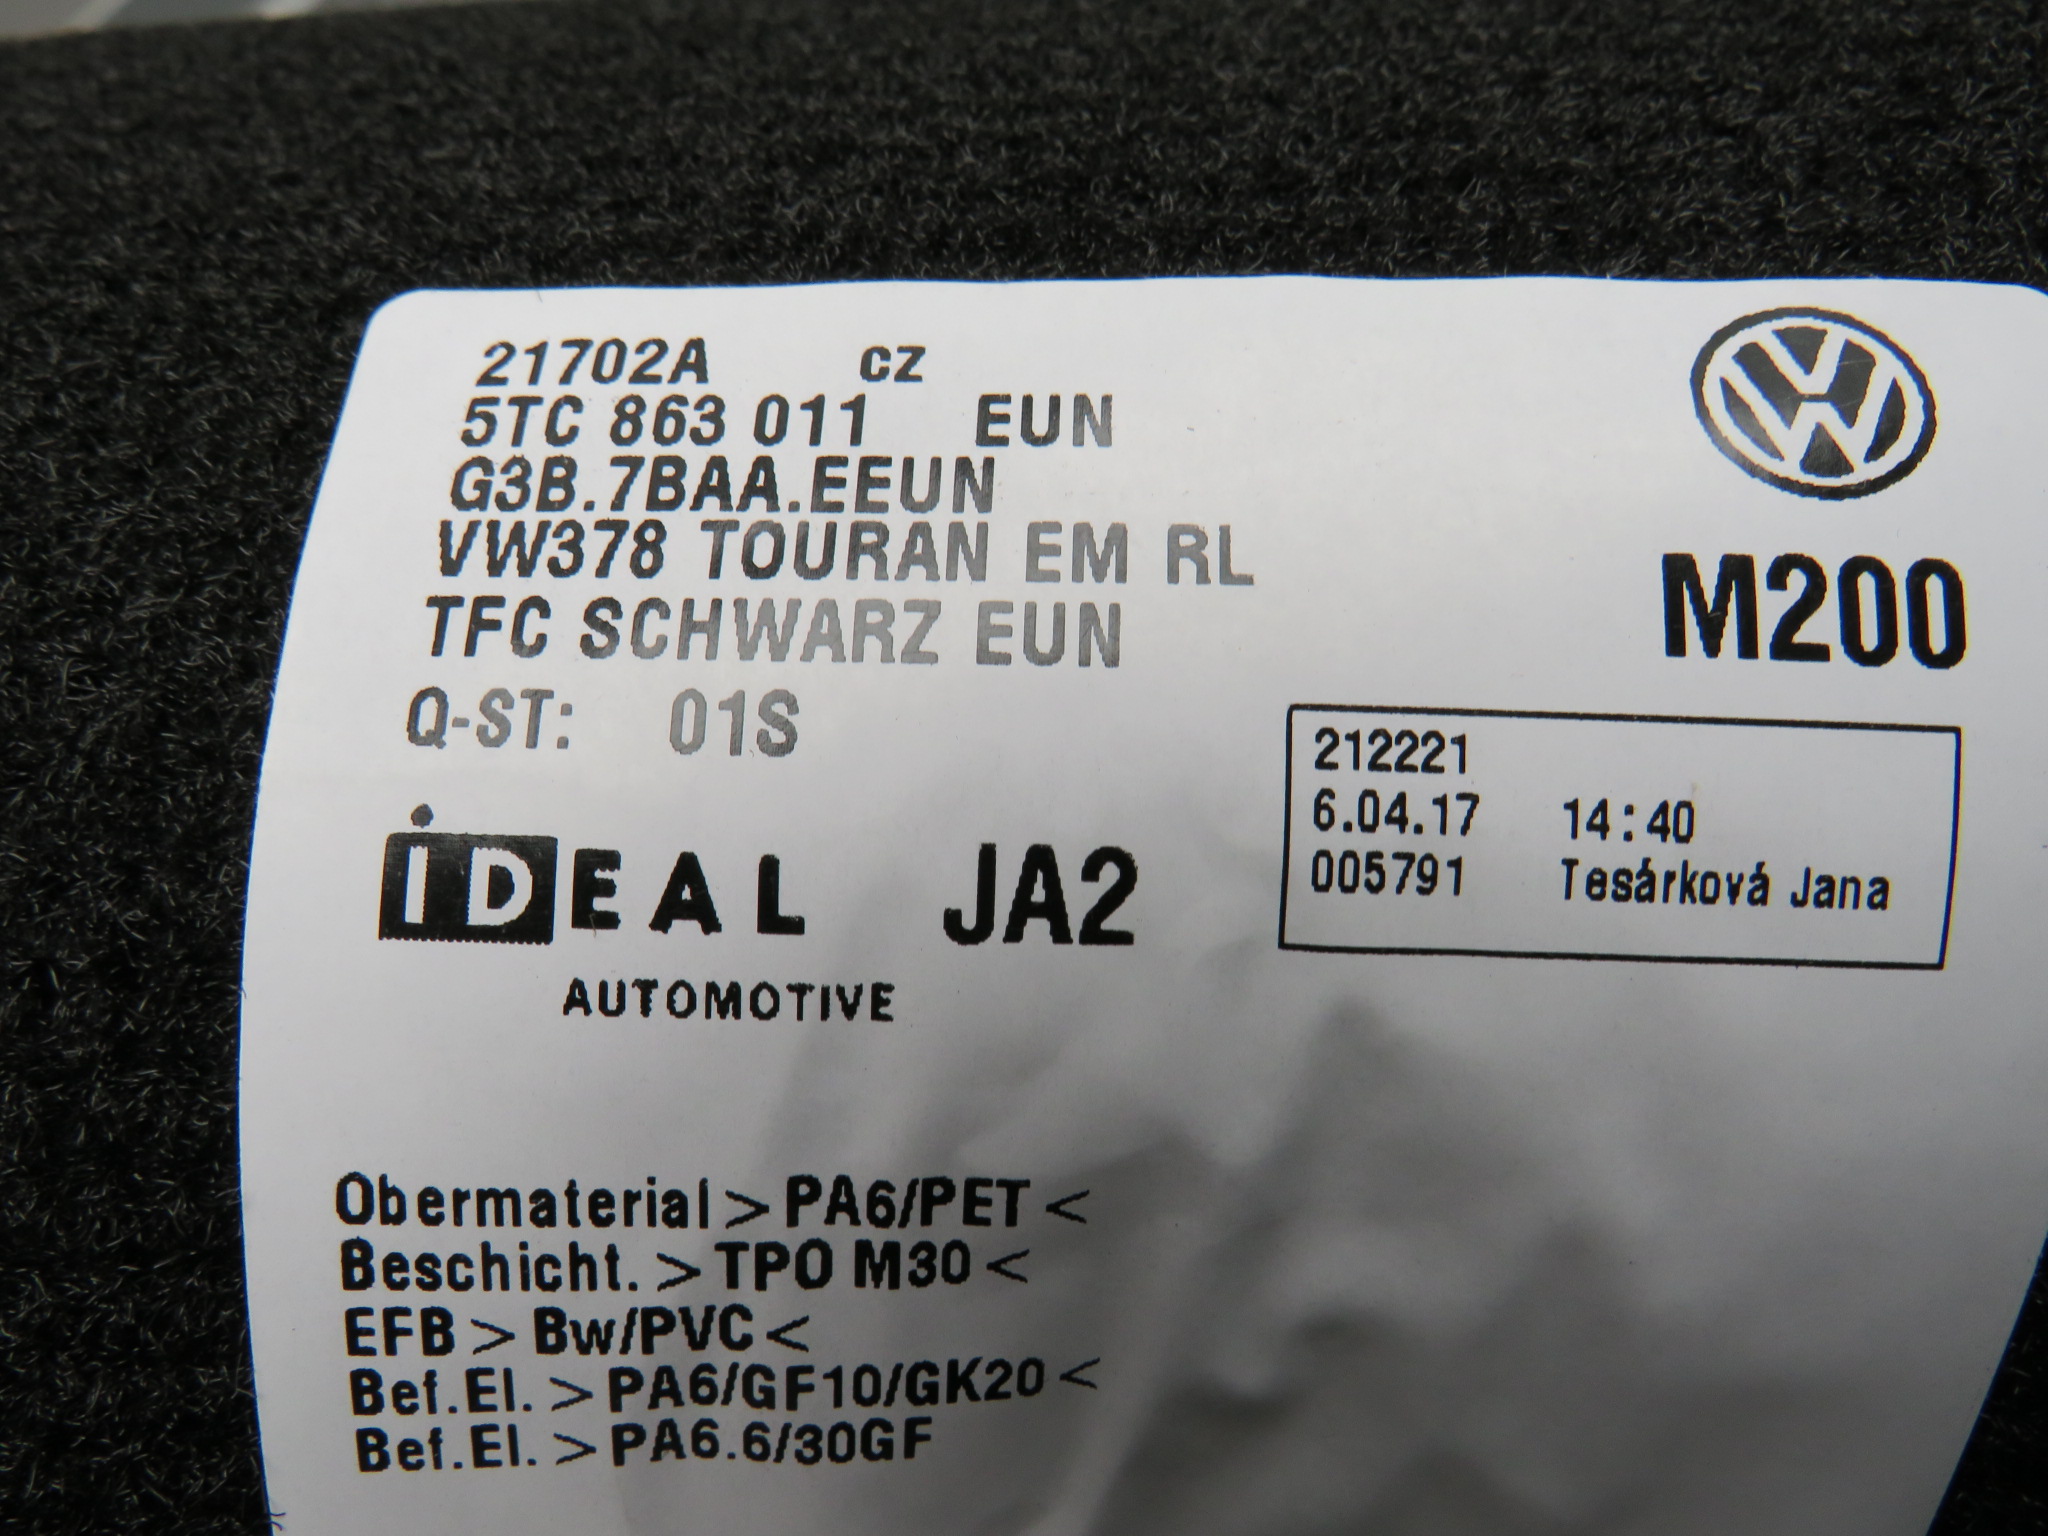 21702A cz
5TC 863 011 EUN
G3B.7BAA.EEUN
VW378 TOURAN EM RL
TFC SCHWARZ EUN
Q-ST: 01S
M200
212221
6.04.17 14:40
005791 Tesárková Jana
iDEAL JA2
AUTOMOTIVE
Obermaterial > PA6/PET <
Beschicht. > TPO M30 <
EFB > Bw/PVC <
Bef.El. > PA6/GF10/GK20 <
Bef.El. > PA6.6/30GF